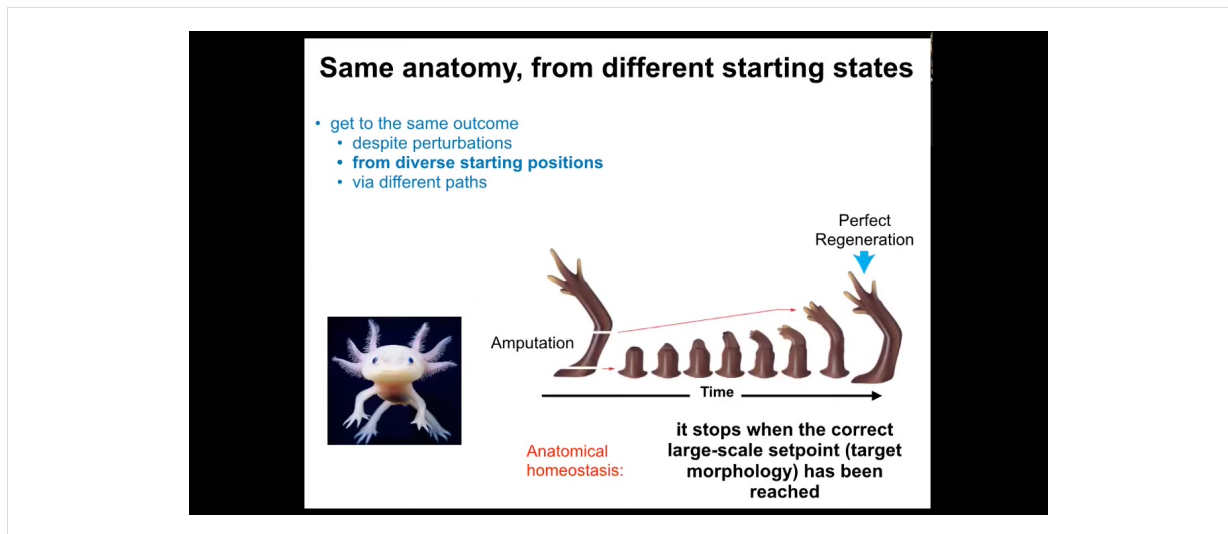 Same anatomy, from different starting states
• get to the same outcome
• despite perturbations
• from diverse starting positions
• via different paths
Perfect
Regeneration
Amputation
Time
Anatomical
homeostasis:
it stops when the correct
large-scale setpoint (target
morphology) has been
reached